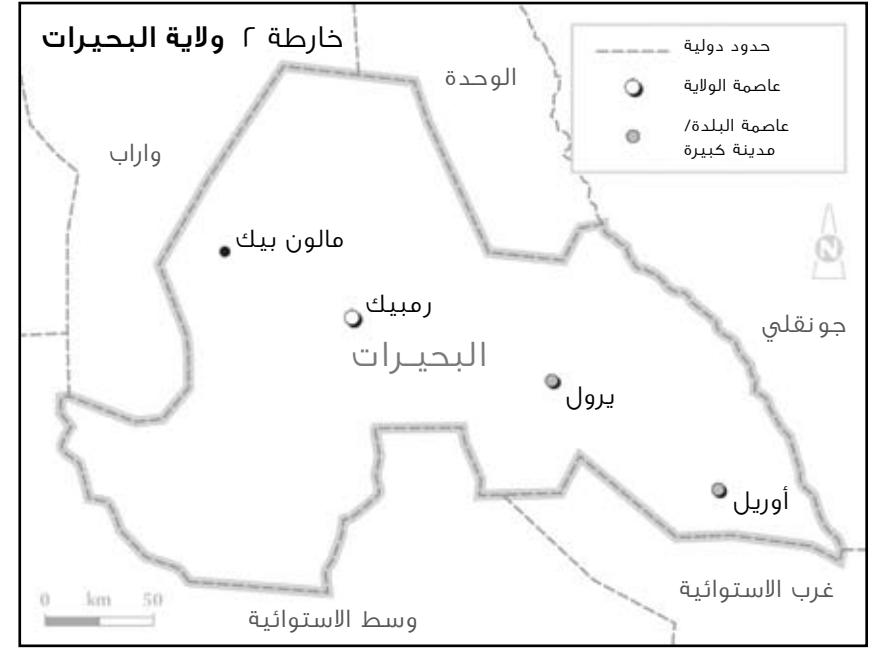 خارطة ٢ ولاية البحيرات
حدود دولية
عاصمة الولاية
عاصمة البلدة/
مدينة كبيرة
الوحدة
واراب
N
مالون بيك
رمبيك
جونقلي
البحيـرات
يرول
أوريل
غرب الاستوائية
وسط الاستوائية
0 km 50